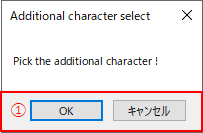 Additional character select
Pick the additional character !
① OK キャンセル